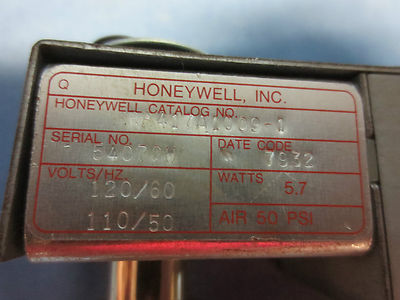 Q HONEYWELL, INC.
HONEYWELL CATALOG NO.
SERIAL NO. DATE CODE
7932
VOLTS/HZ. WATTS 5.7
120/60
110/50 AIR 50 PSI